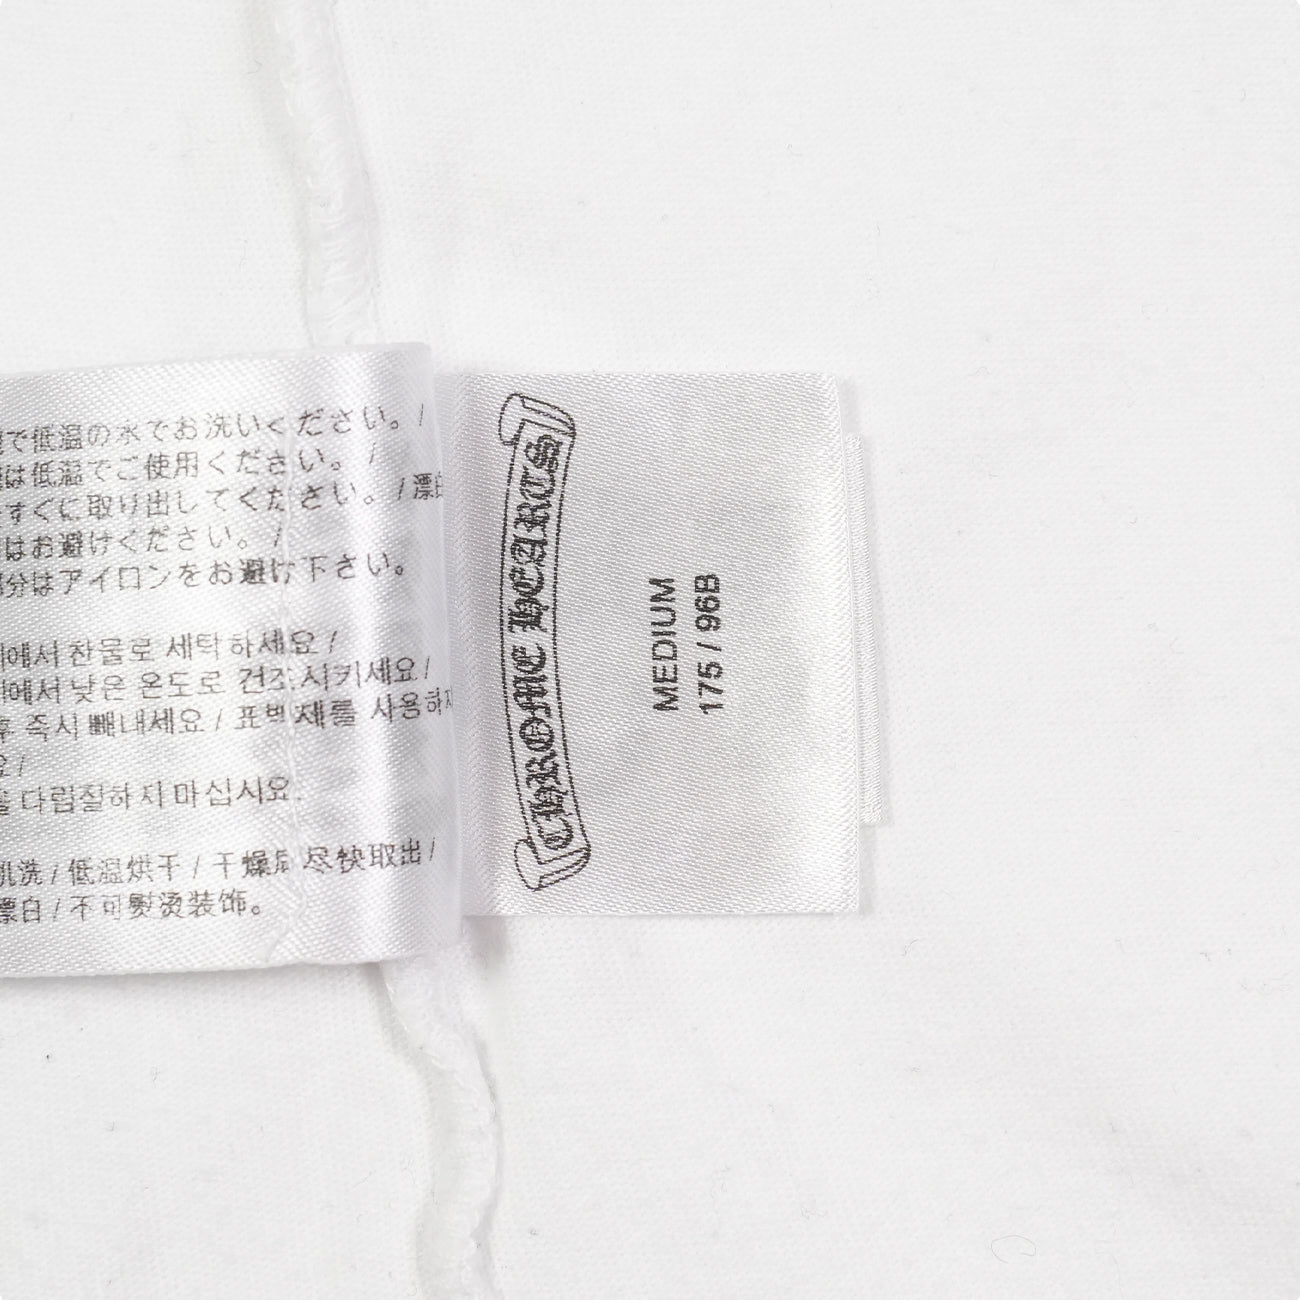 で低温の水でお洗いください。/
は低温でご使用ください。/
すぐに取り出してください。/漂白
はお避けください。/
分はアイロンをお避け下さい。
에서 찬물로 세탁하세요 /
에서 낮은 온도로 건조시키세요 /
후 즉시 빼내세요 / 표백제를 사용하지
요 /
다림질하지 마십시요.
机洗 / 低温烘干 / 干燥后尽快取出 /
漂白 / 不可熨烫装饰。
CHROME HEARTS
MEDIUM
175 / 96B